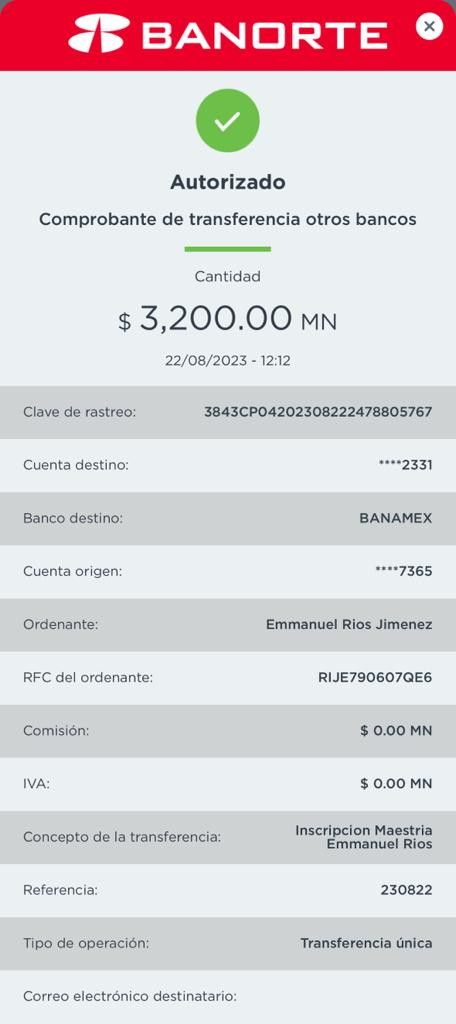 BANORTE
Autorizado
Comprobante de transferencia otros bancos
Cantidad
$ 3,200.00 MN
22/08/2023 - 12:12
Clave de rastreo: 3843CP04202308222478805767
Cuenta destino: ****2331
Banco destino: BANAMEX
Cuenta origen: ****7365
Ordenante: Emmanuel Rios Jimenez
RFC del ordenante: RIJE790607QE6
Comisión: $ 0.00 MN
IVA: $ 0.00 MN
Concepto de la transferencia: Inscripcion Maestria
Emmanuel Rios
Referencia: 230822
Tipo de operación: Transferencia única
Correo electrónico destinatario: